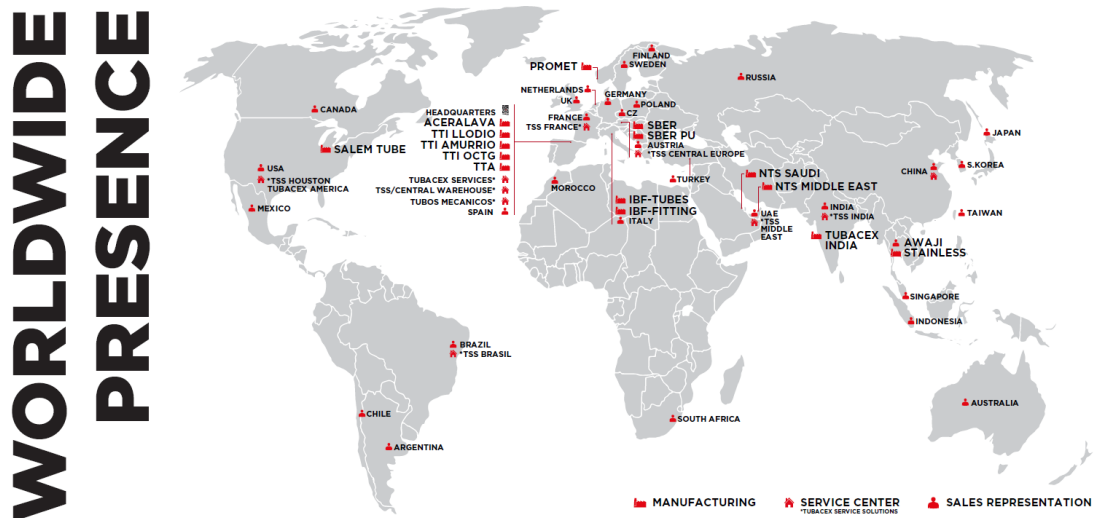 WORLDWIDE
PRESENCE
FINLAND
SWEDEN
PROMET
RUSSIA
NETHERLANDS
GERMANY
UK
POLAND
CZ
CANADA
HEADQUARTERS
ACERALAVA
TTI LLODIO
TTI AMURRIO
TTI OCTG
TTA
TUBACEX SERVICES*
TSS/CENTRAL WAREHOUSE*
TUBOS MECANICOS*
SPAIN
FRANCE
TSS FRANCE*
SBER
SBER PU
AUSTRIA
*TSS CENTRAL EUROPE
JAPAN
SALEM TUBE
USA
*TSS HOUSTON
TUBACEX AMERICA
MEXICO
MOROCCO
TURKEY
NTS SAUDI
NTS MIDDLE EAST
CHINA
S.KOREA
IBF-TUBES
IBF-FITTING
ITALY
UAE
*TSS
MIDDLE
EAST
INDIA
*TSS INDIA
TAIWAN
TUBACEX
INDIA
AWAJI
STAINLESS
SINGAPORE
INDONESIA
BRAZIL
*TSS BRASIL
CHILE
ARGENTINA
SOUTH AFRICA
AUSTRALIA
MANUFACTURING
SERVICE CENTER
*TUBACEX SERVICE SOLUTIONS
SALES REPRESENTATION